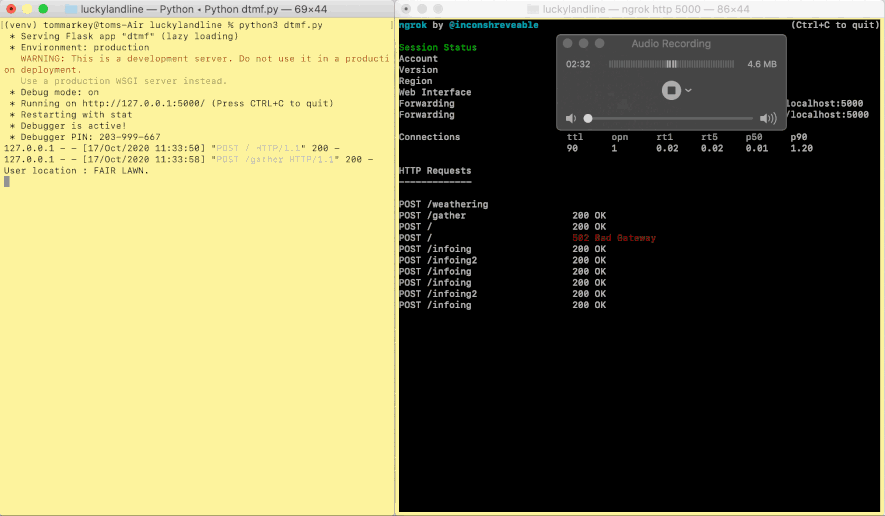 luckylandline — Python • Python dtmf.py — 69×44
(venv) tommarkey@toms-Air luckylandline % python3 dtmf.py
* Serving Flask app "dtmf" (lazy loading)
* Environment: production
WARNING: This is a development server. Do not use it in a producti
on deployment.
Use a production WSGI server instead.
* Debug mode: on
* Running on http://127.0.0.1:5000/ (Press CTRL+C to quit)
* Restarting with stat
* Debugger is active!
* Debugger PIN: 203-999-667
127.0.0.1 - - [17/Oct/2020 11:33:50] "POST / HTTP/1.1" 200 -
127.0.0.1 - - [17/Oct/2020 11:33:58] "POST /gather HTTP/1.1" 200 -
User location : FAIR LAWN.
luckylandline — ngrok http 5000 — 86×44
ngrok by @inconshreveable (Ctrl+C to quit)
Session Status
Account
Version
Region
Web Interface
Forwarding localhost:5000
Forwarding /localhost:5000
Connections ttl opn rt1 rt5 p50 p90
90 1 0.02 0.02 0.01 1.20
HTTP Requests
-------------
POST /weathering
POST /gather 200 OK
POST / 200 OK
POST / 502 Bad Gateway
POST /infoing 200 OK
POST /infoing2 200 OK
POST /infoing 200 OK
POST /infoing 200 OK
POST /infoing2 200 OK
POST /infoing 200 OK
Audio Recording
02:32 4.6 MB